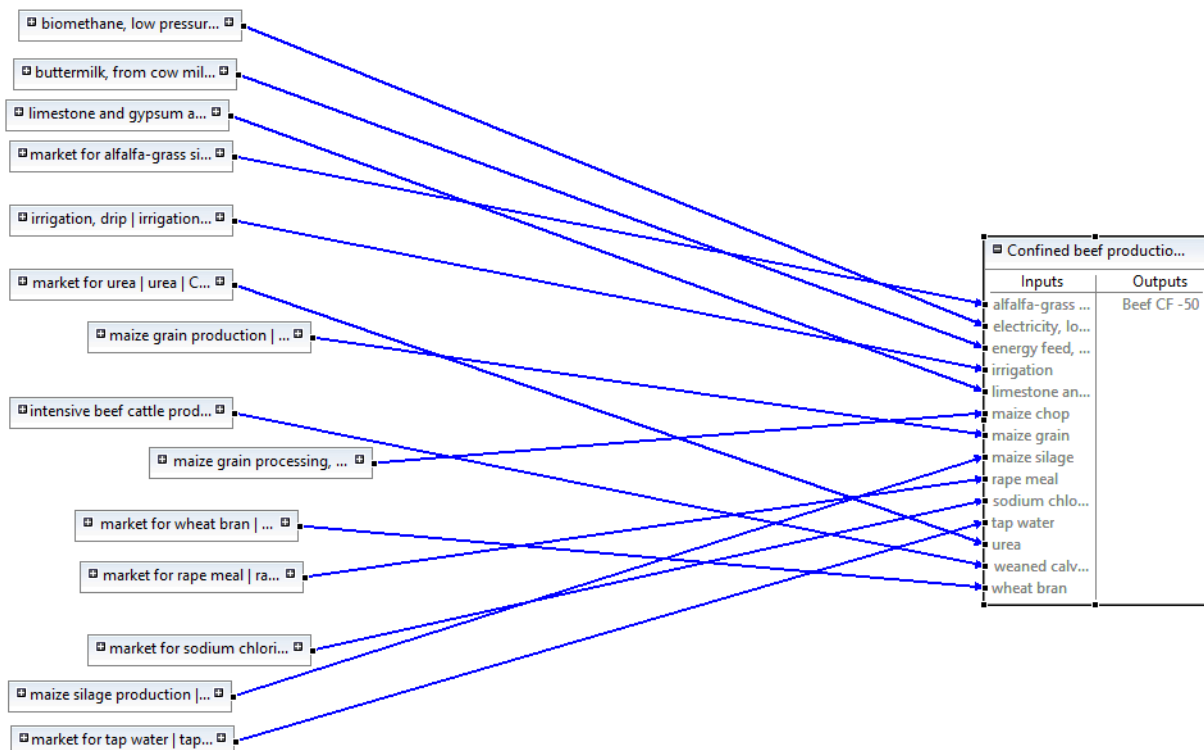 biomethane, low pressur...
buttermilk, from cow mil...
limestone and gypsum a...
market for alfalfa-grass si...
irrigation, drip | irrigation...
market for urea | urea | C...
maize grain production | ...
intensive beef cattle prod...
maize grain processing, ...
market for wheat bran | ...
market for rape meal | ra...
market for sodium chlori...
maize silage production |...
market for tap water | tap...
Confined beef productio...
Inputs Outputs
alfalfa-grass ... Beef CF -50
electricity, lo...
energy feed, ...
irrigation
limestone an...
maize chop
maize grain
maize silage
rape meal
sodium chlo...
tap water
urea
weaned calv...
wheat bran